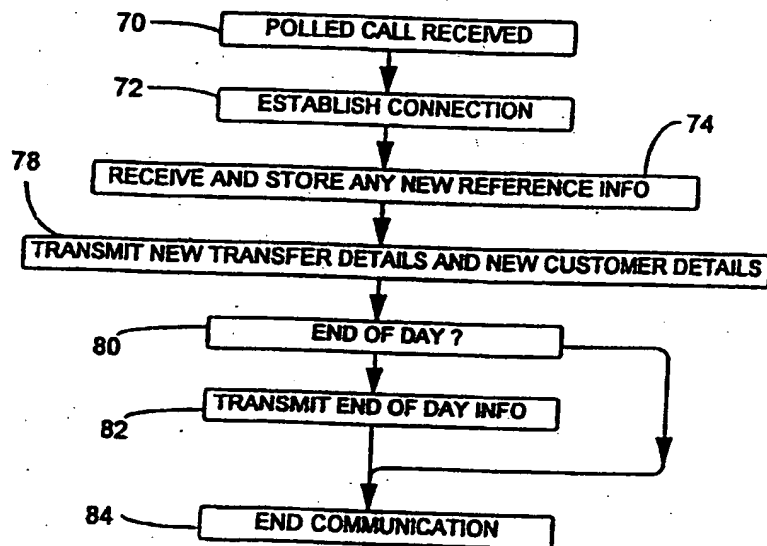 70
POLLED CALL RECEIVED
72
ESTABLISH CONNECTION
74
RECEIVE AND STORE ANY NEW REFERENCE INFO
78
TRANSMIT NEW TRANSFER DETAILS AND NEW CUSTOMER DETAILS
80
END OF DAY ?
82
TRANSMIT END OF DAY INFO
84
END COMMUNICATION